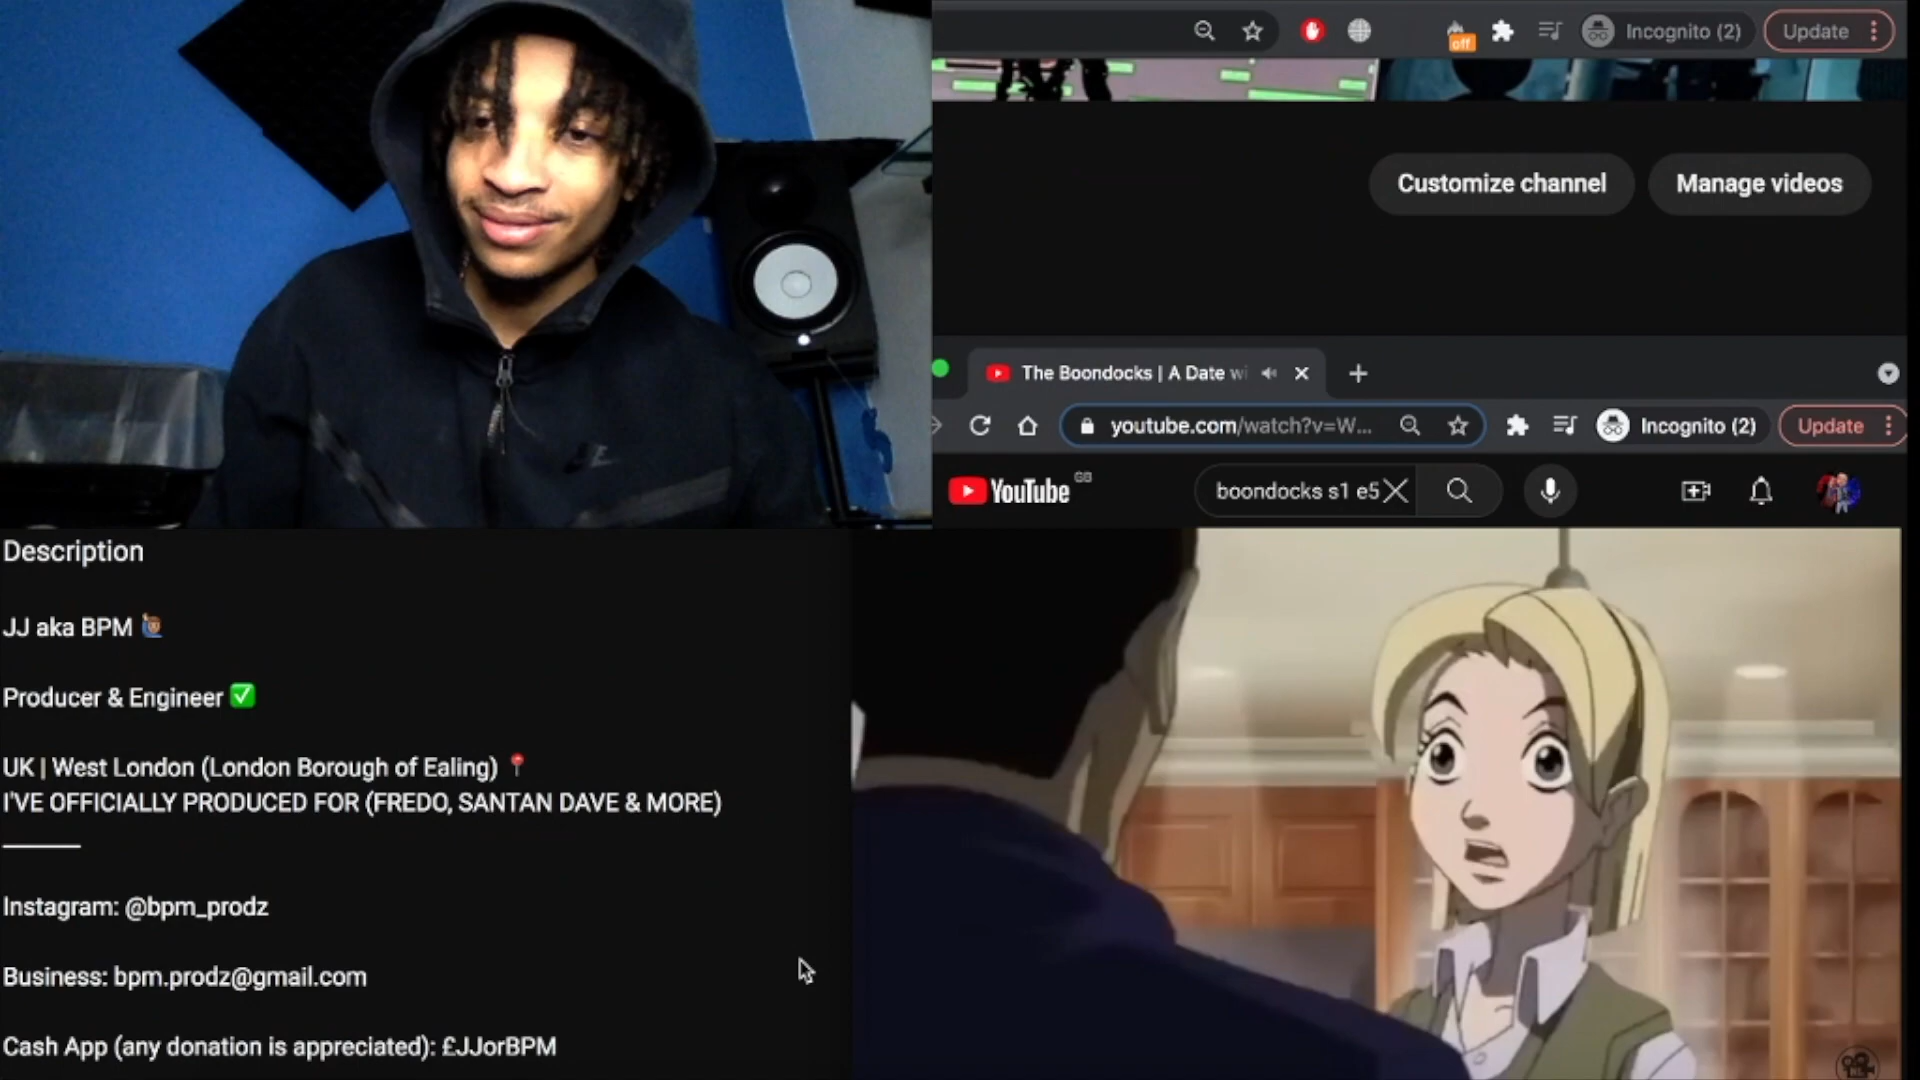 off
Incognito (2)
Update
Customize channel
Manage videos
The Boondocks | A Date wi
youtube.com/watch?v=W...
Incognito (2)
Update
YouTube GB
boondocks s1 e5
Description
JJ aka BPM
Producer & Engineer
UK | West London (London Borough of Ealing)
I'VE OFFICIALLY PRODUCED FOR (FREDO, SANTAN DAVE & MORE)
Instagram: @bpm_prodz
Business: bpm.prodz@gmail.com
Cash App (any donation is appreciated): £JJorBPM